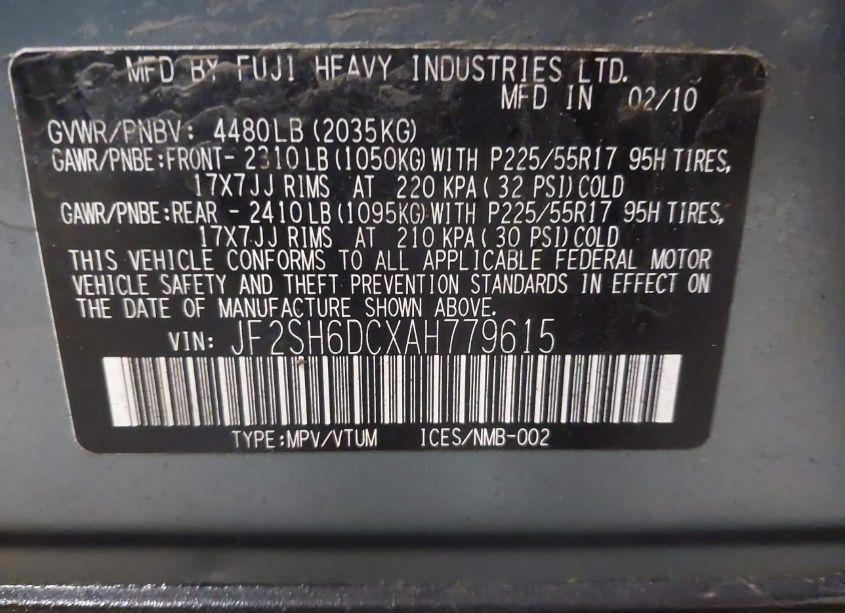 MFD BY FUJI HEAVY INDUSTRIES LTD.
MFD IN 02/10
GVWR/PNBV: 4480LB(2035KG)
GAWR/PNBE:FRONT- 2310LB(1050KG)WITH P225/55R17 95H TIRES,
17X7JJ RIMS AT 220 KPA( 32 PSI)COLD
GAWR/PNBE:REAR - 2410LB(1095KG)WITH P225/55R17 95H TIRES,
17X7JJ RIMS AT 210 KPA( 30 PSI)COLD
THIS VEHICLE CONFORMS TO ALL APPLICABLE FEDERAL MOTOR
VEHICLE SAFETY AND THEFT PREVENTION STANDARDS IN EFFECT ON
THE DATE OF MANUFACTURE SHOWN ABOVE.
VIN: JF2SH6DCXAH779615
TYPE:MPV/VTUM ICES/NMB-002